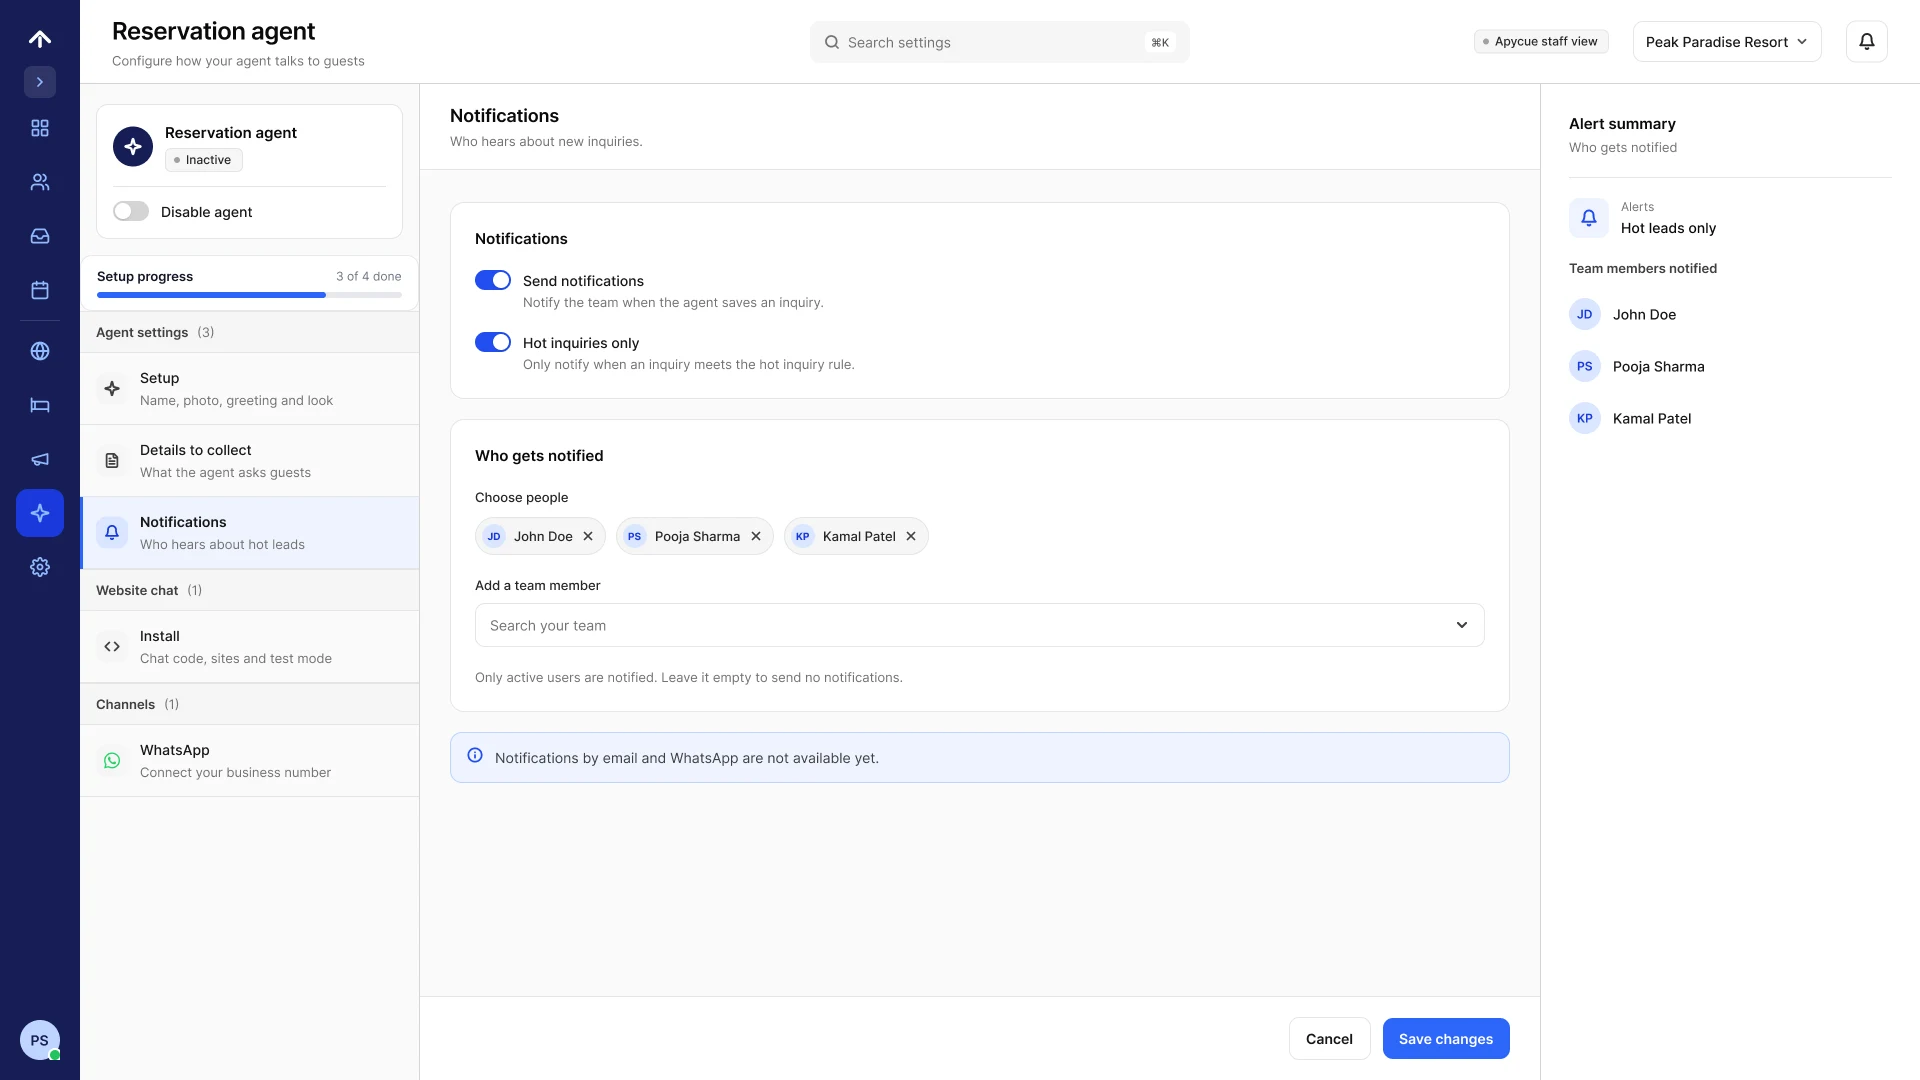 Reservation agent
Configure how your agent talks to guests
Search settings
⌘K
Apycue staff view
Peak Paradise Resort
Reservation agent
Inactive
Disable agent
Setup progress
3 of 4 done
Agent settings (3)
Setup
Name, photo, greeting and look
Details to collect
What the agent asks guests
Notifications
Who hears about hot leads
Website chat (1)
Install
Chat code, sites and test mode
Channels (1)
WhatsApp
Connect your business number
PS
Notifications
Who hears about new inquiries.
Notifications
Send notifications
Notify the team when the agent saves an inquiry.
Hot inquiries only
Only notify when an inquiry meets the hot inquiry rule.
Who gets notified
Choose people
JD John Doe
PS Pooja Sharma
KP Kamal Patel
Add a team member
Search your team
Only active users are notified. Leave it empty to send no notifications.
Notifications by email and WhatsApp are not available yet.
Cancel
Save changes
Alert summary
Who gets notified
Alerts
Hot leads only
Team members notified
JD John Doe
PS Pooja Sharma
KP Kamal Patel